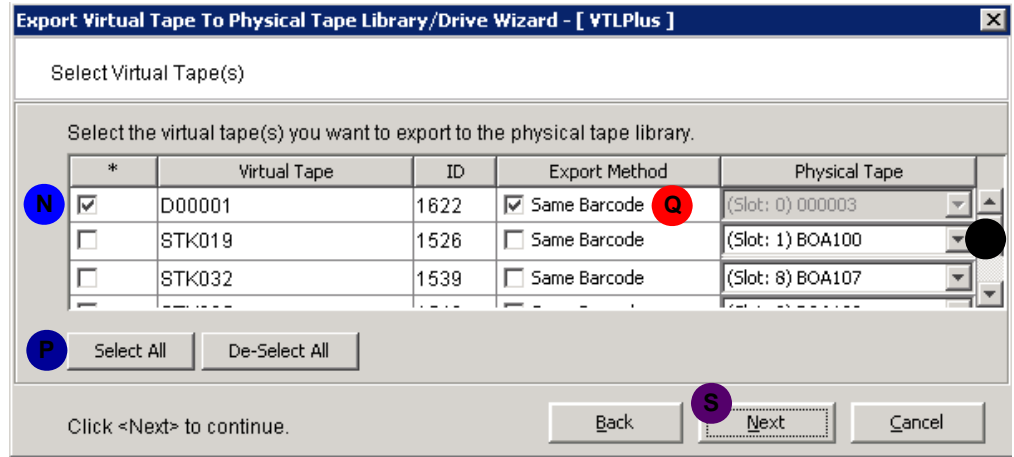 Export Virtual Tape To Physical Tape Library/Drive Wizard - [ VTLPlus ]
Select Virtual Tape(s)
Select the virtual tape(s) you want to export to the physical tape library.
* Virtual Tape ID Export Method Physical Tape
N D00001 1622 Same Barcode Q (Slot: 0) 000003
STK019 1526 Same Barcode (Slot: 1) BOA100
STK032 1539 Same Barcode (Slot: 8) BOA107
P Select All De-Select All
S
Click <Next> to continue. Back Next Cancel